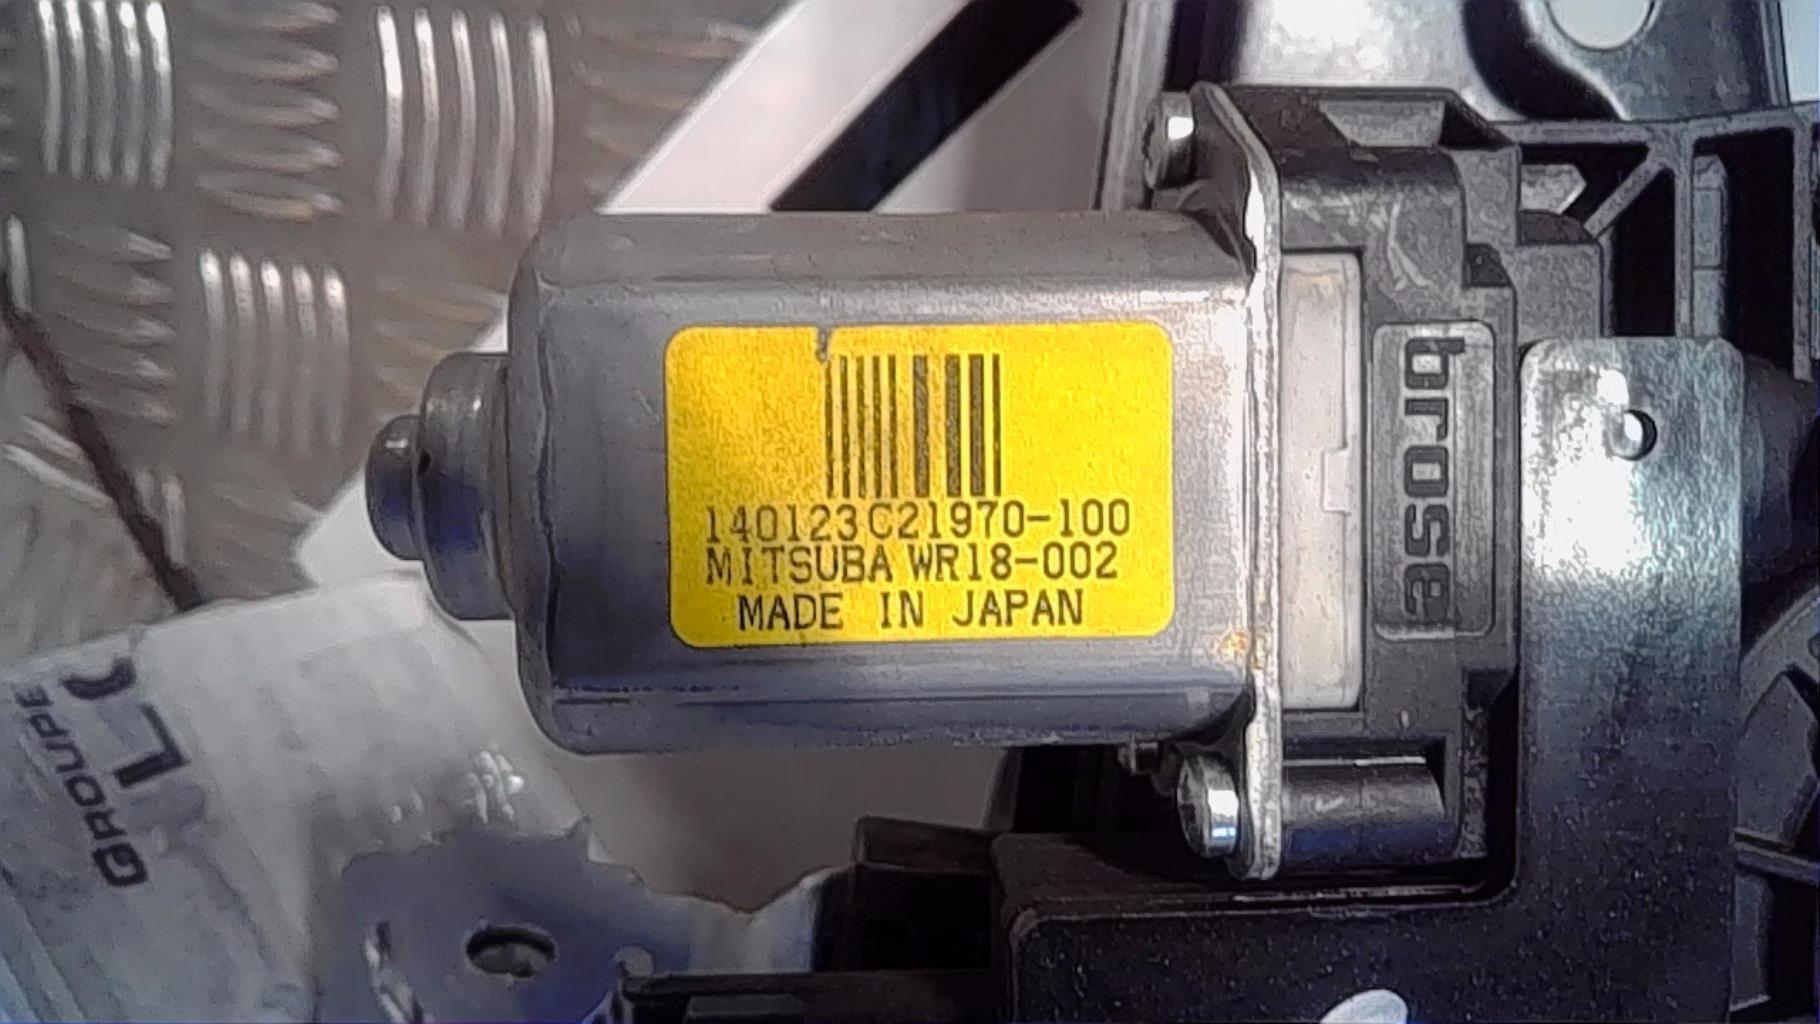 140123C21970-100
MITSUBA WR18-002
MADE IN JAPAN
brose
GROUPE